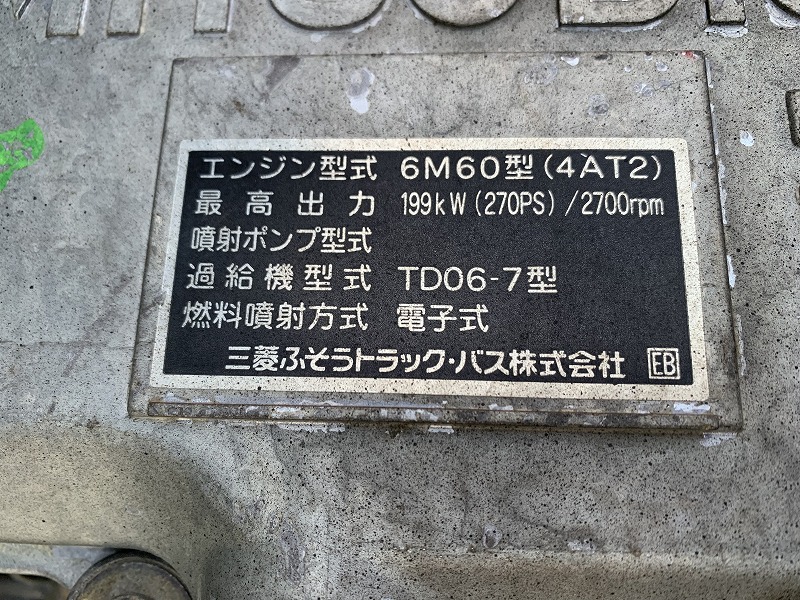 エンジン型式 6M60型(4AT2)
最高出力 199kW(270PS)/2700rpm
噴射ポンプ型式
過給機型式 TD06-7型
燃料噴射方式 電子式
三菱ふそうトラック・バス株式会社 EB